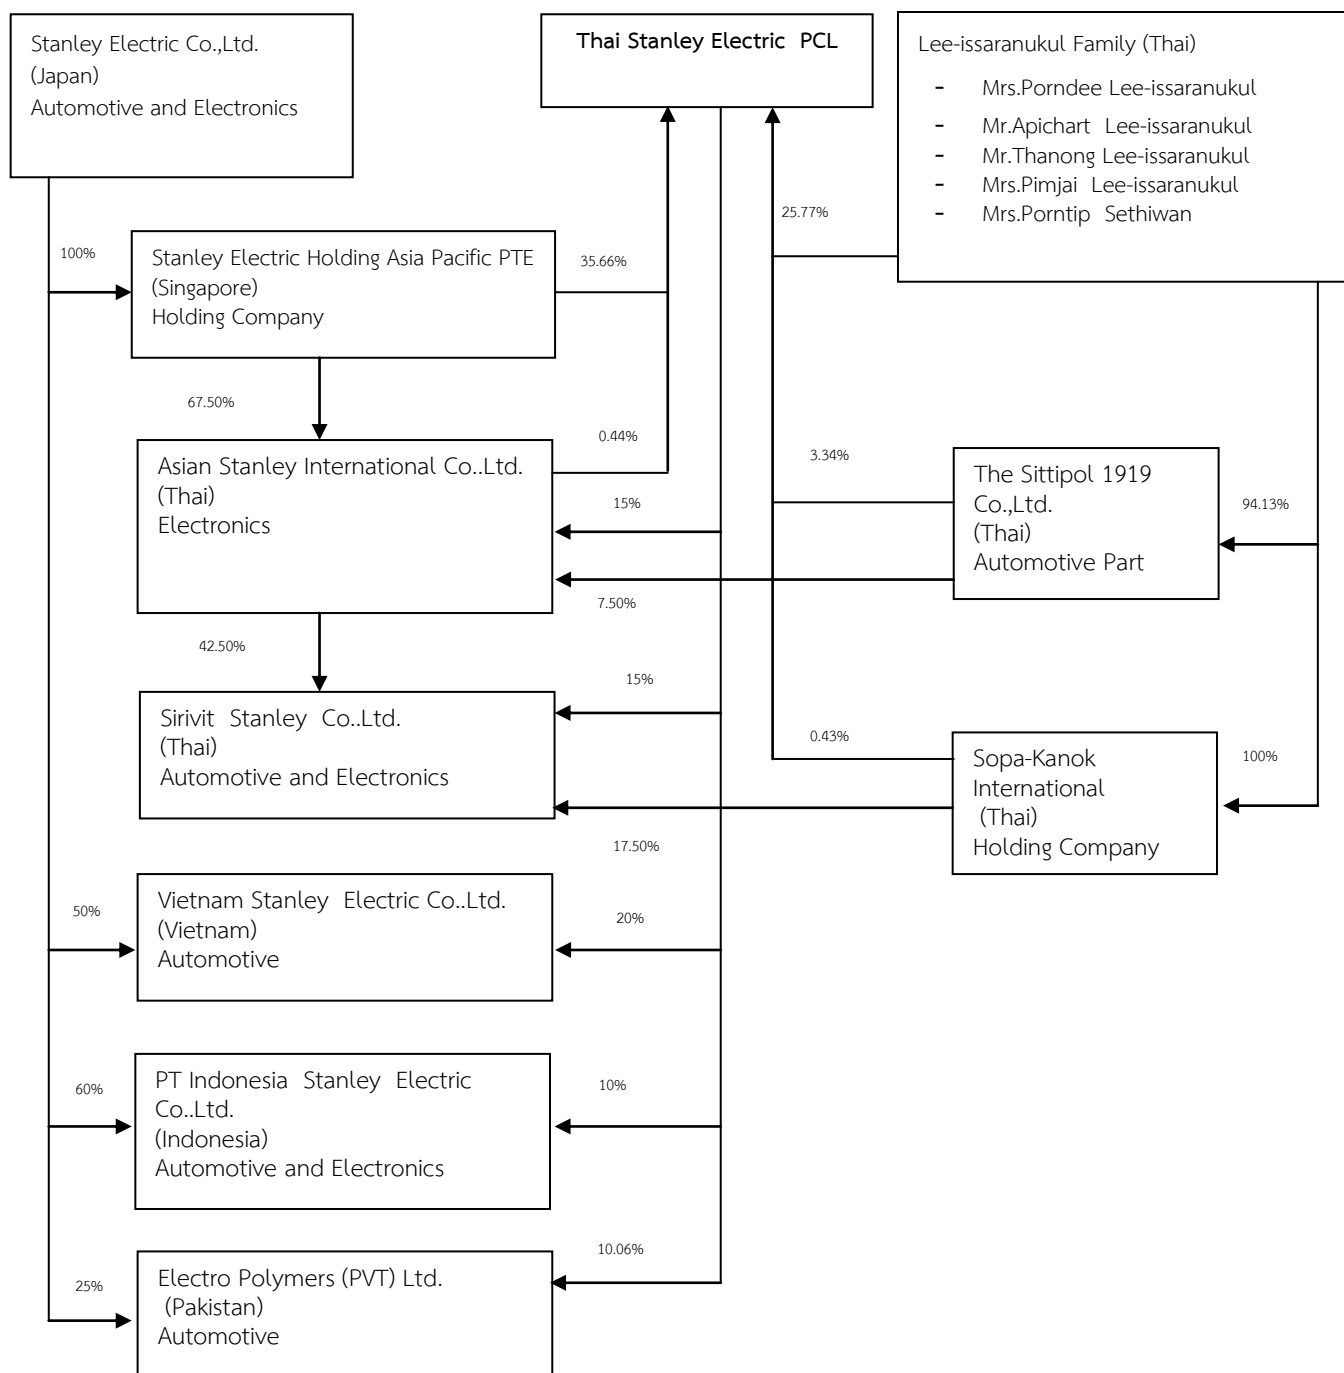 Stanley Electric Co.,Ltd.
(Japan)
Automotive and Electronics
Thai Stanley Electric PCL
Lee-issaranukul Family (Thai)
- Mrs.Porndee Lee-issaranukul
- Mr.Apichart Lee-issaranukul
- Mr.Thanong Lee-issaranukul
- Mrs.Pimjai Lee-issaranukul
- Mrs.Porntip Sethiwan
25.77%
100%
Stanley Electric Holding Asia Pacific PTE
(Singapore)
Holding Company
35.66%
67.50%
0.44%
Asian Stanley International Co..Ltd.
(Thai)
Electronics
15%
7.50%
3.34%
The Sittipol 1919
Co.,Ltd.
(Thai)
Automotive Part
94.13%
42.50%
15%
Sirivit Stanley Co..Ltd.
(Thai)
Automotive and Electronics
17.50%
0.43%
Sopa-Kanok
International
(Thai)
Holding Company
100%
50%
Vietnam Stanley Electric Co..Ltd.
(Vietnam)
Automotive
20%
60%
PT Indonesia Stanley Electric
Co..Ltd.
(Indonesia)
Automotive and Electronics
10%
25%
Electro Polymers (PVT) Ltd.
(Pakistan)
Automotive
10.06%